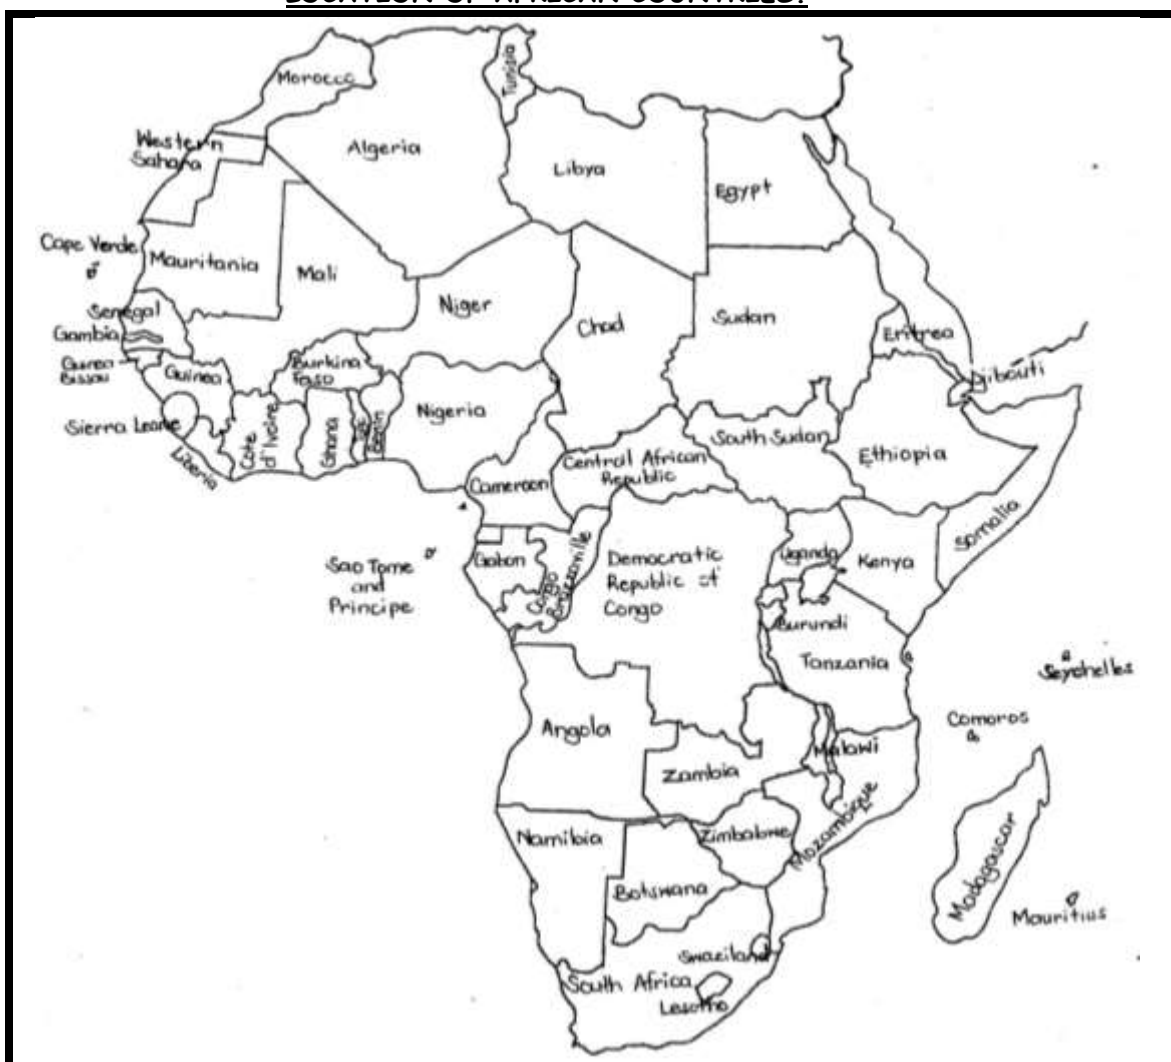 LOCATION OF AFRICAN COUNTRIES.
Morocco
Tunisia
Algeria
Libya
Egypt
Western
Sahara
Cape Verde
Mauritania
Mali
Niger
Chad
Sudan
Eritrea
Senegal
Gambia
Guinea
Bissau
Guinea
Burkina
Faso
Djibouti
Sierra Leone
Liberia
Cote
d'Ivoire
Ghana
Benin
Nigeria
Cameroon
Central African
Republic
South Sudan
Ethiopia
Somalia
Sao Tome
and
Principe
Gabon
Congo
Brazzaville
Democratic
Republic of
Congo
Uganda
Kenya
Burundi
Tanzania
Seychelles
Comoros
Angola
Zambia
Malawi
Mozambique
Namibia
Zimbabwe
Botswana
Madagascar
Mauritius
Swaziland
South Africa
Lesotho